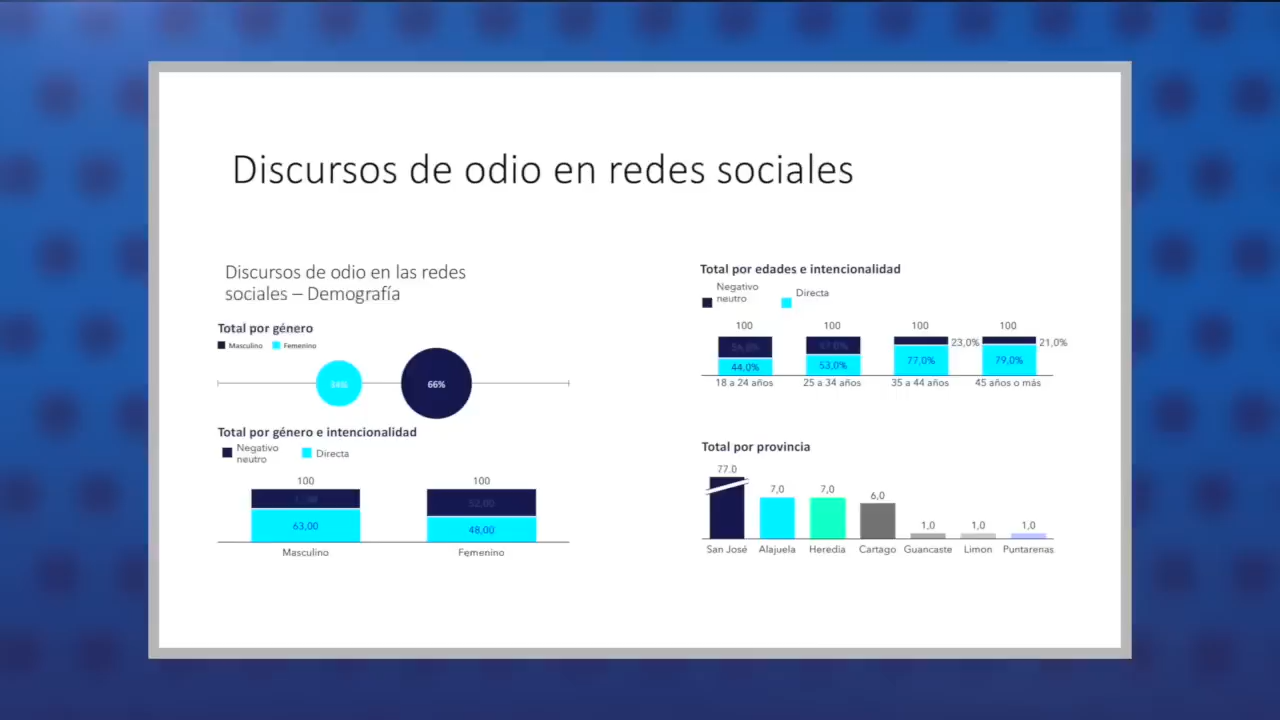 Discursos de odio en redes sociales
Discursos de odio en las redes
sociales – Demografía
Total por género
Masculino Femenino
34% 66%
Total por género e intencionalidad
Negativo
neutro
Directa
100 100
52,00
63,00 48,00
Masculino Femenino
Total por edades e intencionalidad
Negativo
neutro
Directa
100 100 100 100
23,0% 21,0%
44,0% 53,0% 77,0% 79,0%
18 a 24 años 25 a 34 años 35 a 44 años 45 años o más
Total por provincia
77.0 7,0 7,0 6,0 1,0 1,0 1,0
San José Alajuela Heredia Cartago Guancaste Limon Puntarenas